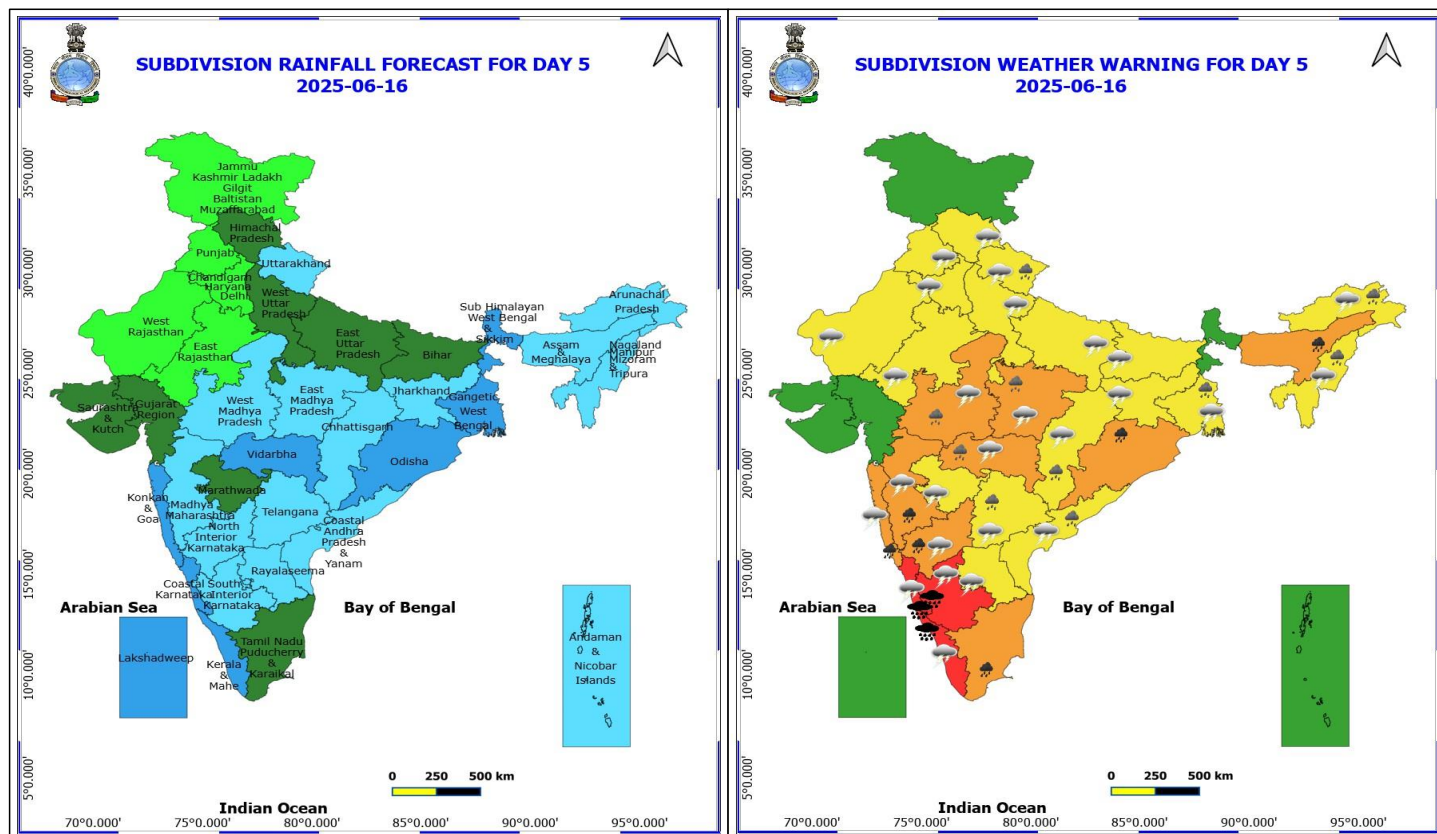 SUBDIVISION RAINFALL FORECAST FOR DAY 5
2025-06-16
40°0.000'
35°0.000'
30°0.000'
25°0.000'
20°0.000'
15°0.000'
10°0.000'
5°0.000'
Jammu
Kashmir Ladakh
Gilgit
Baltistan
Muzaffarabad
Himachal
Pradesh
Punjab
Uttarakhand
Chandigarh
Haryana
Delhi
West
Uttar
Pradesh
West
Rajasthan
East
Rajasthan
East
Uttar
Pradesh
Bihar
Sub Himalayan
West Bengal
&
Sikkim
Arunachal
Pradesh
Assam
&
Meghalaya
Nagaland
Manipur
Mizoram
&
Tripura
Saurashtra
&
Kutch
Gujarat
Region
West
Madhya
Pradesh
East
Madhya
Pradesh
Jharkhand
Gangetic
West
Bengal
Chhattisgarh
Vidarbha
Odisha
Konkan
&
Goa
Marathwada
Madhya
Maharashtra
North
Interior
Karnataka
Telangana
Coastal
Andhra
Pradesh
&
Yanam
Rayalaseema
Coastal
Karnataka
South
Interior
Karnataka
Arabian Sea
Bay of Bengal
Lakshadweep
Kerala
&
Mahe
Tamil Nadu
Puducherry
&
Karaikal
Andaman
&
Nicobar
Islands
0 250 500 km
Indian Ocean
70°0.000' 75°0.000' 80°0.000' 85°0.000' 90°0.000' 95°0.000'
SUBDIVISION WEATHER WARNING FOR DAY 5
2025-06-16
40°0.000'
35°0.000'
30°0.000'
25°0.000'
20°0.000'
15°0.000'
10°0.000'
5°0.000'
Arabian Sea
Bay of Bengal
0 250 500 km
Indian Ocean
70°0.000' 75°0.000' 80°0.000' 85°0.000' 90°0.000' 95°0.000'